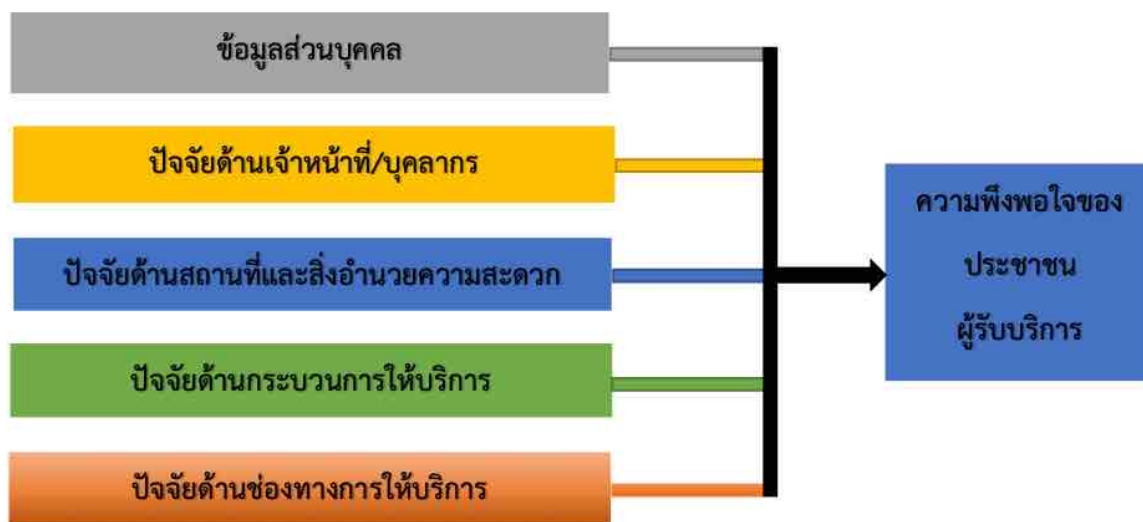 ข้อมูลส่วนบุคคล
ปัจจัยด้านเจ้าหน้าที่/บุคลากร
ปัจจัยด้านสถานที่และสิ่งอำนวยความสะดวก
ปัจจัยด้านกระบวนการให้บริการ
ปัจจัยด้านช่องทางการให้บริการ
ความพึงพอใจของ
ประชาชน
ผู้รับบริการ